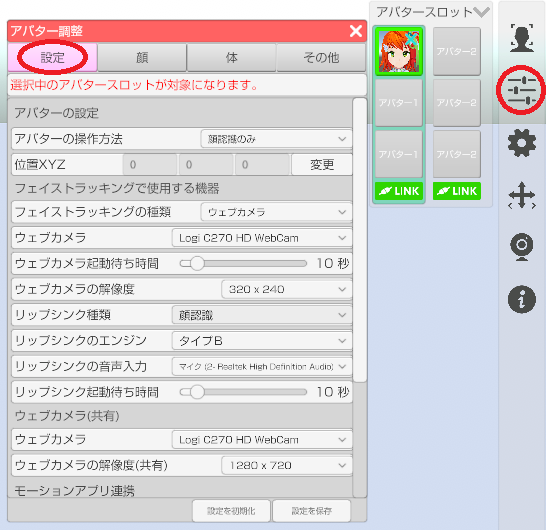 アバター調整
設定 顔 体 その他
選択中のアバタースロットが対象になります。
アバターの設定
アバターの操作方法 顔認識のみ
位置XYZ 0 0 0 変更
フェイストラッキングで使用する機器
フェイストラッキングの種類 ウェブカメラ
ウェブカメラ Logi C270 HD WebCam
ウェブカメラ起動待ち時間 10 秒
ウェブカメラの解像度 320 x 240
リップシンク種類 顔認識
リップシンクのエンジン タイプB
リップシンクの音声入力 マイク (2- Realtek High Definition Audio)
リップシンク起動待ち時間 10 秒
ウェブカメラ(共有)
ウェブカメラ Logi C270 HD WebCam
ウェブカメラの解像度(共有) 1280 x 720
モーションアプリ連携
設定を初期化 設定を保存
アバタースロット
アバター2
アバター1 アバター2
アバター1 アバター2
LINK LINK